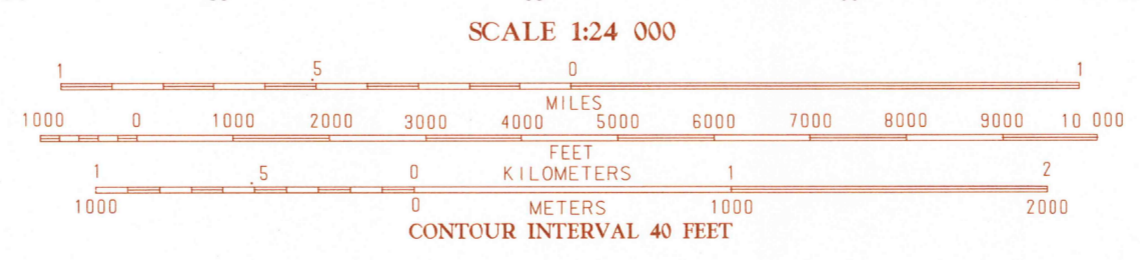 SCALE 1:24 000
1 .5 0 1
MILES
1000 0 1000 2000 3000 4000 5000 6000 7000 8000 9000 10 000
FEET
1 .5 0 KILOMETERS 1 2
1000 0 METERS 1000 2000
CONTOUR INTERVAL 40 FEET